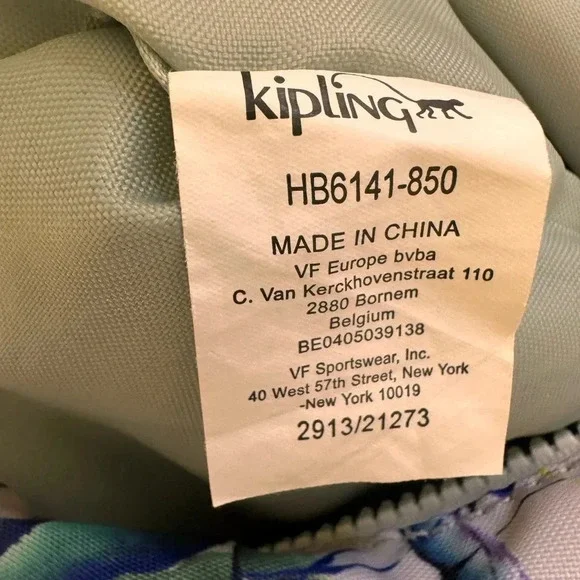 kipling
HB6141-850
MADE IN CHINA
VF Europe bvba
C. Van Kerckhovenstraat 110
2880 Bornem
Belgium
BE0405039138
VF Sportswear, Inc.
40 West 57th Street, New York
-New York 10019
2913/21273